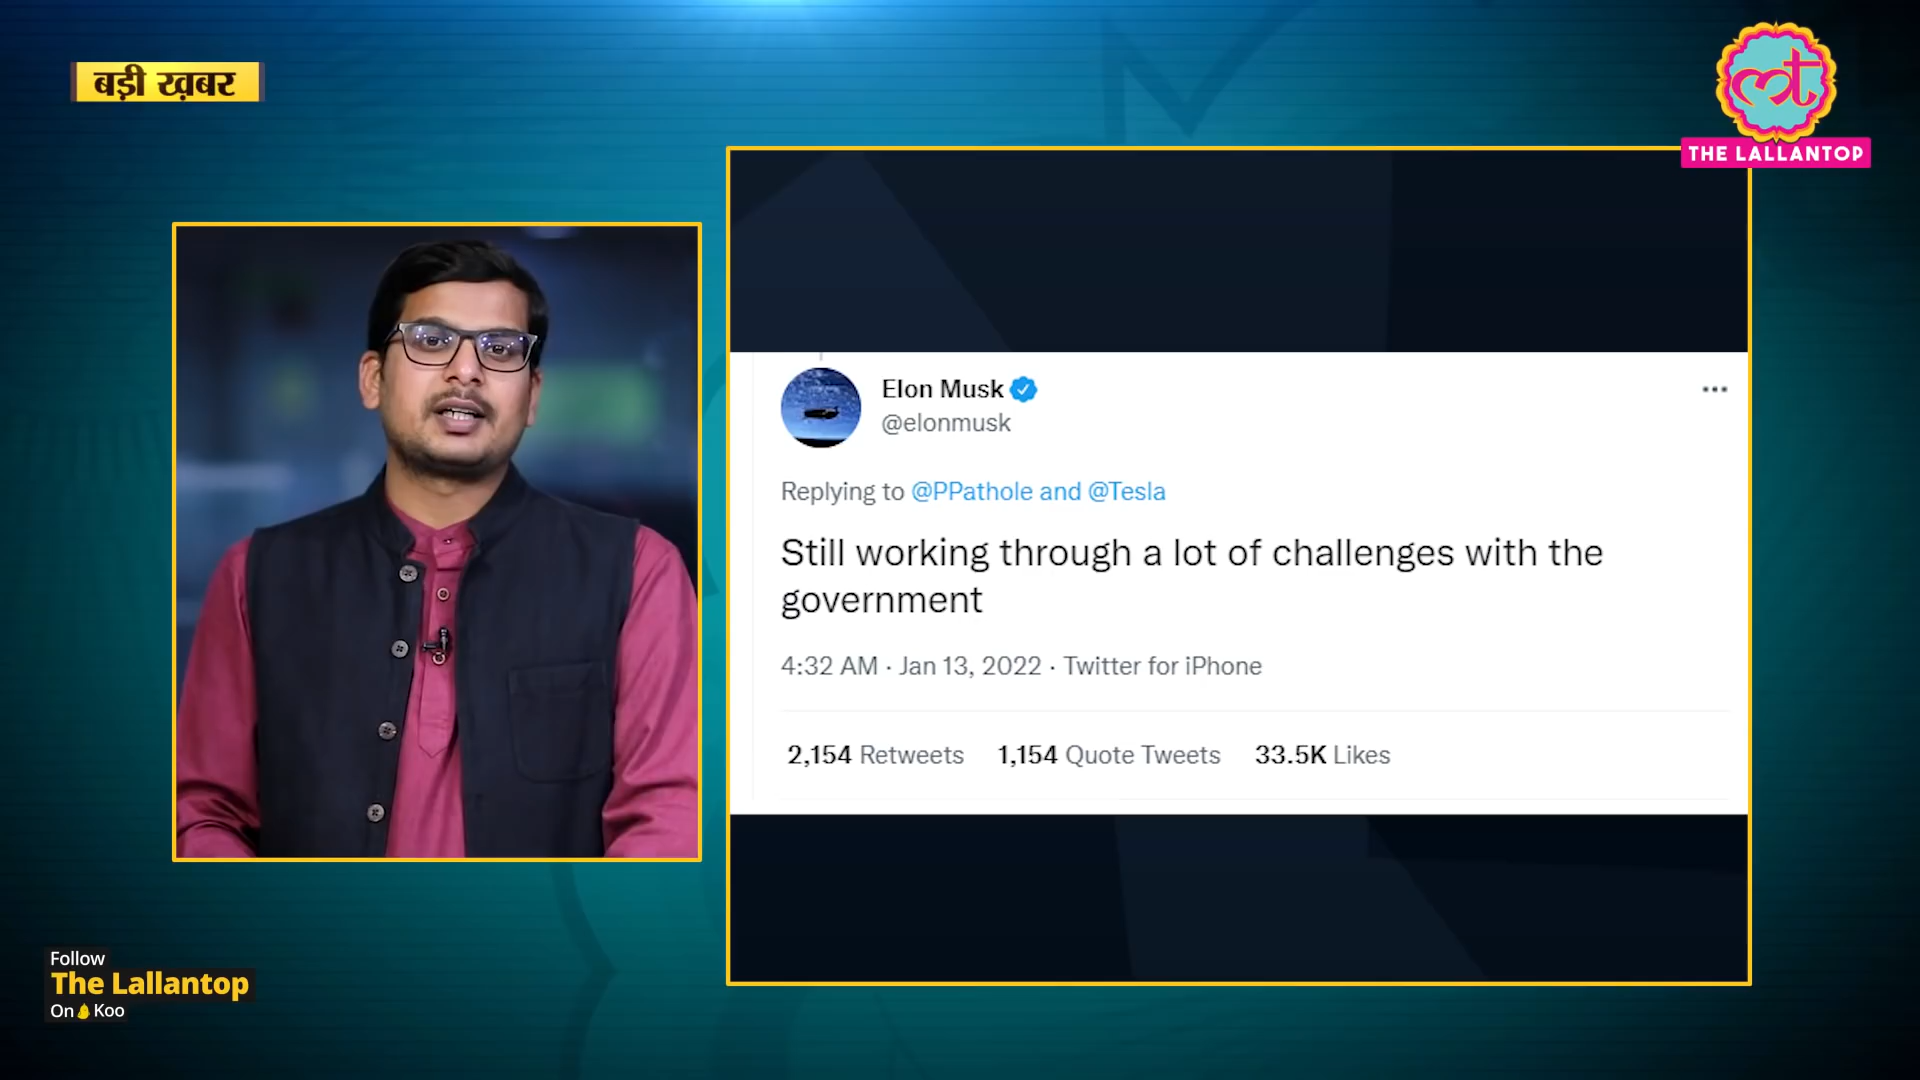 बड़ी ख़बर
THE LALLANTOP
Elon Musk
@elonmusk
Replying to @PPathole and @Tesla
Still working through a lot of challenges with the
government
4:32 AM · Jan 13, 2022 · Twitter for iPhone
2,154 Retweets 1,154 Quote Tweets 33.5K Likes
Follow
The Lallantop
On Koo